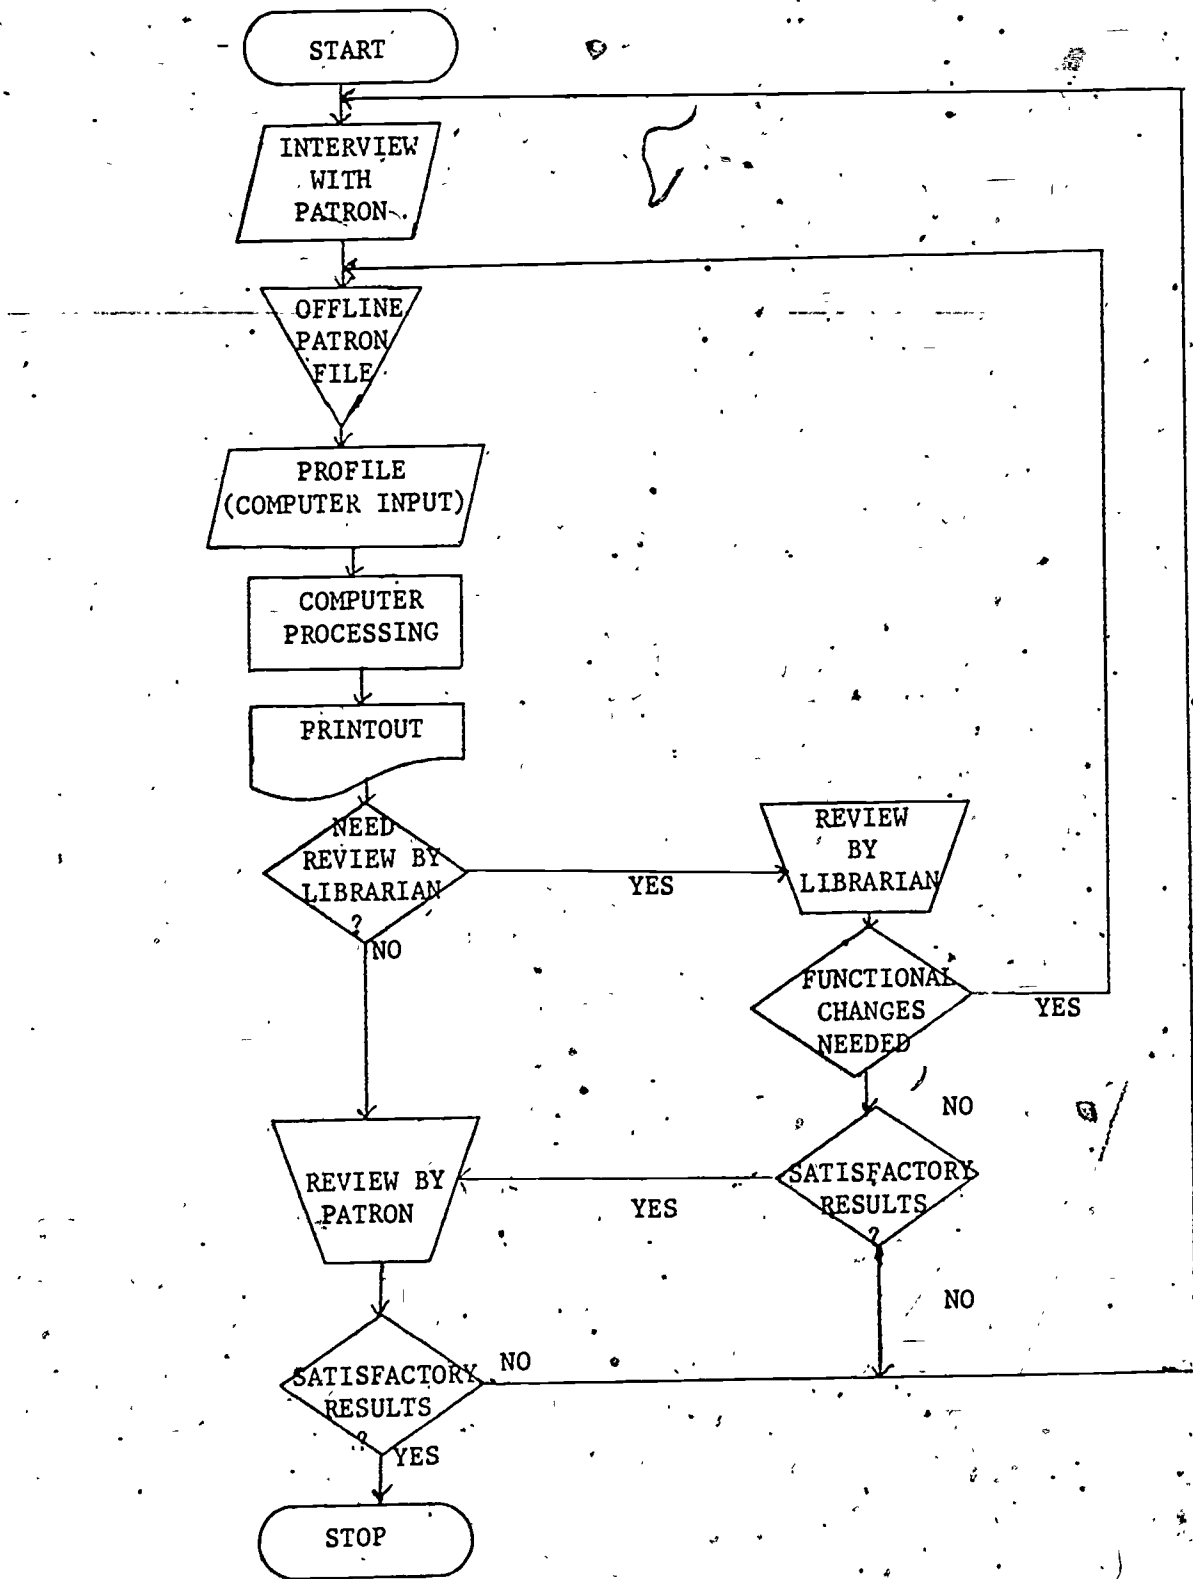 START
INTERVIEW
WITH
PATRON
OFFLINE
PATRON
FILE
PROFILE
(COMPUTER INPUT)
COMPUTER
PROCESSING
PRINTOUT
NEED
REVIEW BY
LIBRARIAN
?
YES
NO
REVIEW
BY
LIBRARIAN
FUNCTIONAL
CHANGES
NEEDED
YES
NO
SATISFACTORY
RESULTS
?
YES
NO
REVIEW BY
PATRON
SATISFACTORY
RESULTS
?
NO
YES
STOP